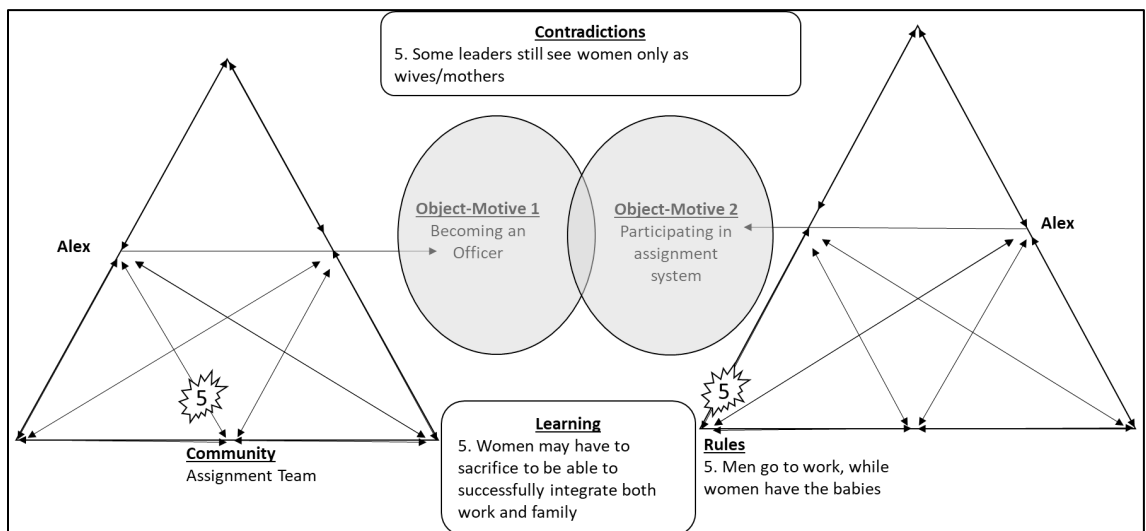 Contradictions
5. Some leaders still see women only as
wives/mothers
Alex
Object-Motive 1
Becoming an
Officer
Object-Motive 2
Participating in
assignment
system
Alex
5
Community
Assignment Team
Learning
5. Women may have to
sacrifice to be able to
successfully integrate both
work and family
5
Rules
5. Men go to work, while
women have the babies